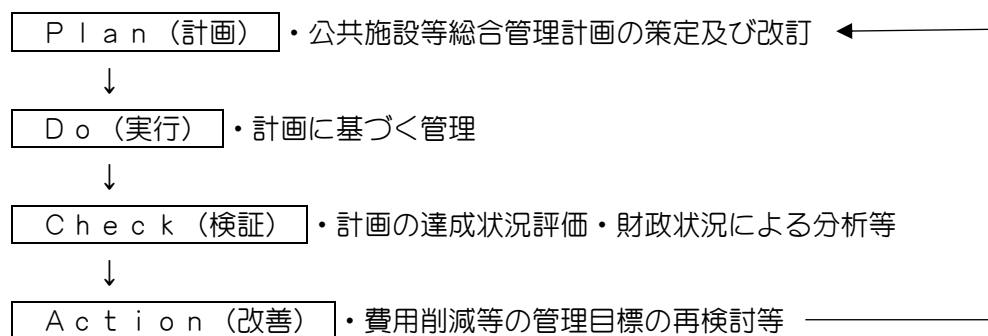 Ｐｌａｎ（計画）・公共施設等総合管理計画の策定及び改訂
↓
Ｄｏ（実行）・計画に基づく管理
↓
Ｃｈｅｃｋ（検証）・計画の達成状況評価・財政状況による分析等
↓
Ａｃｔｉｏｎ（改善）・費用削減等の管理目標の再検討等